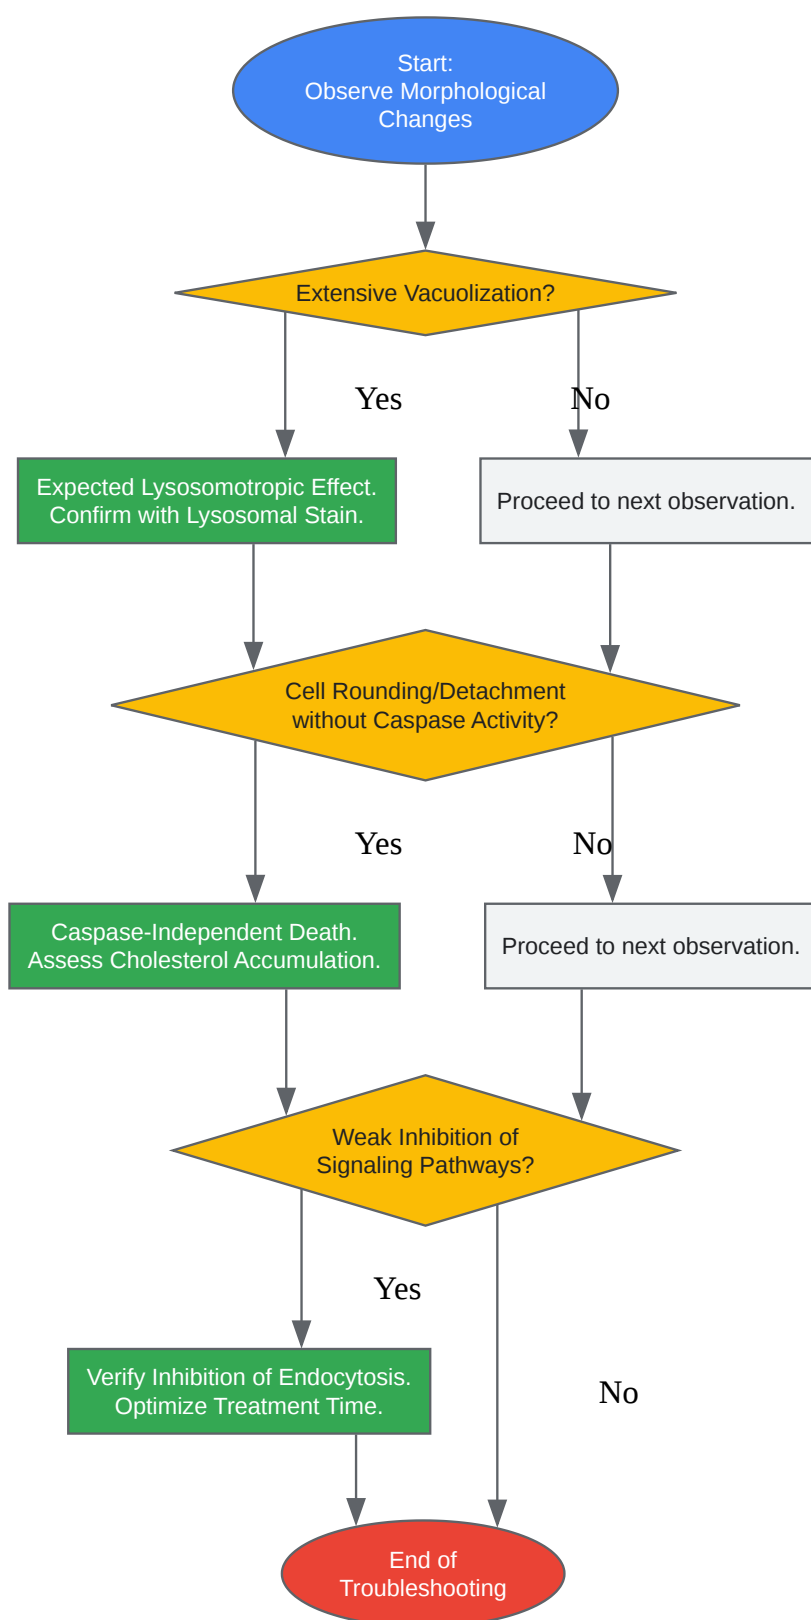 Start:
Observe Morphological
Changes
Extensive Vacuolization?
Yes
No
Expected Lysosomotropic Effect.
Confirm with Lysosomal Stain.
Proceed to next observation.
Cell Rounding/Detachment
without Caspase Activity?
Yes
No
Caspase-Independent Death.
Assess Cholesterol Accumulation.
Proceed to next observation.
Weak Inhibition of
Signaling Pathways?
Yes
Verify Inhibition of Endocytosis.
Optimize Treatment Time.
No
End of
Troubleshooting